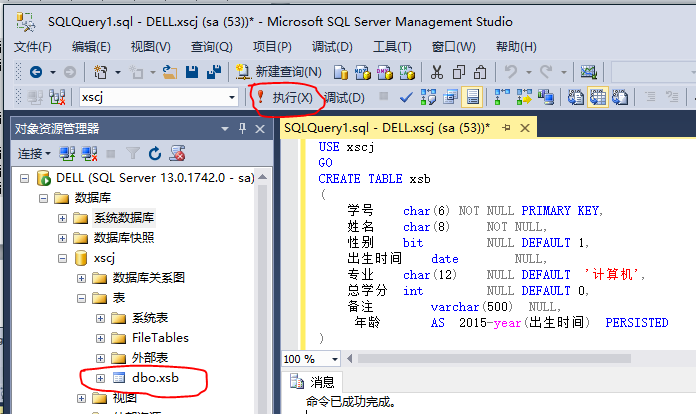 SQLQuery1.sql - DELL.xscj (sa (53))* - Microsoft SQL Server Management Studio
文件(F) 编辑(E) 视图(V) 查询(Q) 项目(P) 调试(D) 工具(T) 窗口(W) 帮助(H)
新建查询(N)
xscj 执行(X) 调试(D)
对象资源管理器
连接
DELL (SQL Server 13.0.1742.0 - sa)
数据库
系统数据库
数据库快照
xscj
数据库关系图
表
系统表
FileTables
外部表
dbo.xsb
视图
SQLQuery1.sql - DELL.xscj (sa (53))*
USE xscj
GO
CREATE TABLE xsb
(
学号 char(6) NOT NULL PRIMARY KEY,
姓名 char(8) NOT NULL,
性别 bit NULL DEFAULT 1,
出生时间 date NULL,
专业 char(12) NULL DEFAULT '计算机',
总学分 int NULL DEFAULT 0,
备注 varchar(500) NULL,
年龄 AS 2015-year(出生时间) PERSISTED
)
100 %
消息
命令已成功完成。